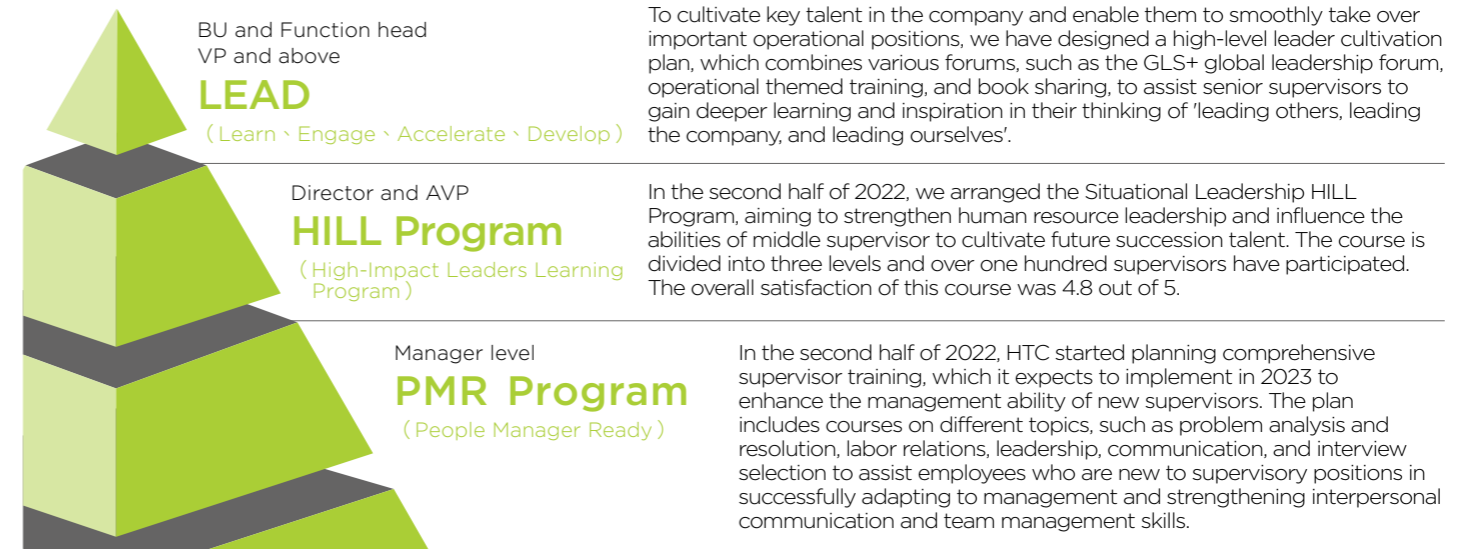 BU and Function head
VP and above
LEAD
（Learn、Engage、Accelerate、Develop）
To cultivate key talent in the company and enable them to smoothly take over
important operational positions, we have designed a high-level leader cultivation
plan, which combines various forums, such as the GLS+ global leadership forum,
operational themed training, and book sharing, to assist senior supervisors to
gain deeper learning and inspiration in their thinking of 'leading others, leading
the company, and leading ourselves'.
Director and AVP
HILL Program
（High-Impact Leaders Learning
Program）
In the second half of 2022, we arranged the Situational Leadership HILL
Program, aiming to strengthen human resource leadership and influence the
abilities of middle supervisor to cultivate future succession talent. The course is
divided into three levels and over one hundred supervisors have participated.
The overall satisfaction of this course was 4.8 out of 5.
Manager level
PMR Program
（People Manager Ready）
In the second half of 2022, HTC started planning comprehensive
supervisor training, which it expects to implement in 2023 to
enhance the management ability of new supervisors. The plan
includes courses on different topics, such as problem analysis and
resolution, labor relations, leadership, communication, and interview
selection to assist employees who are new to supervisory positions in
successfully adapting to management and strengthening interpersonal
communication and team management skills.